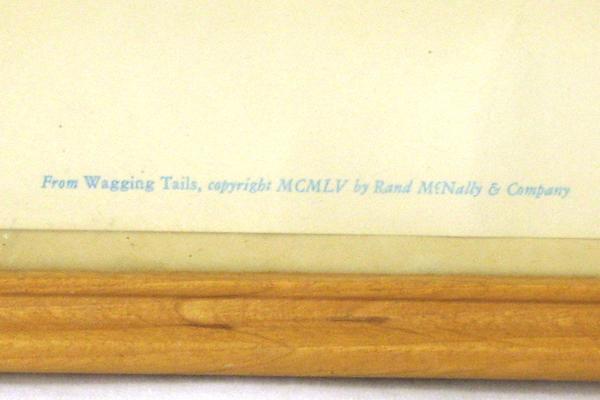 From Wagging Tails, copyright MCMLV by Rand McNally & Company